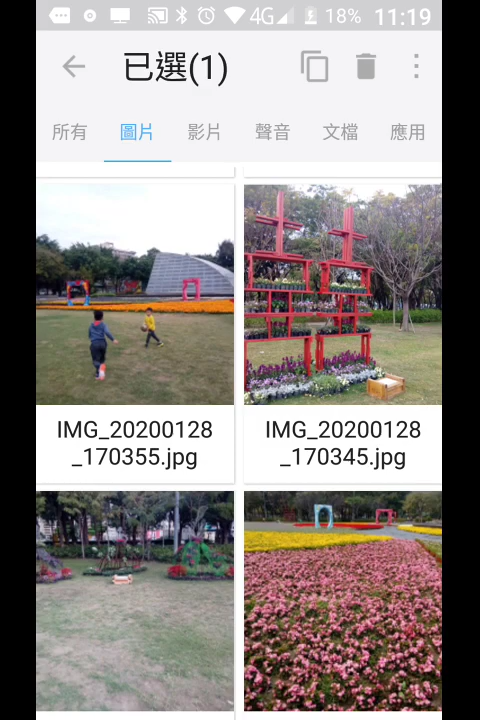 4G 18% 11:19
已選(1)
所有 圖片 影片 聲音 文檔 應用
IMG_20200128
_170355.jpg
IMG_20200128
_170345.jpg